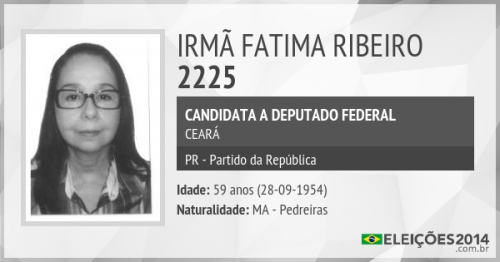 IRMÃ FATIMA RIBEIRO
2225
CANDIDATA A DEPUTADO FEDERAL
CEARÁ
PR - Partido da República
Idade: 59 anos (28-09-1954)
Naturalidade: MA - Pedreiras
ELEIÇÕES2014
.com.br